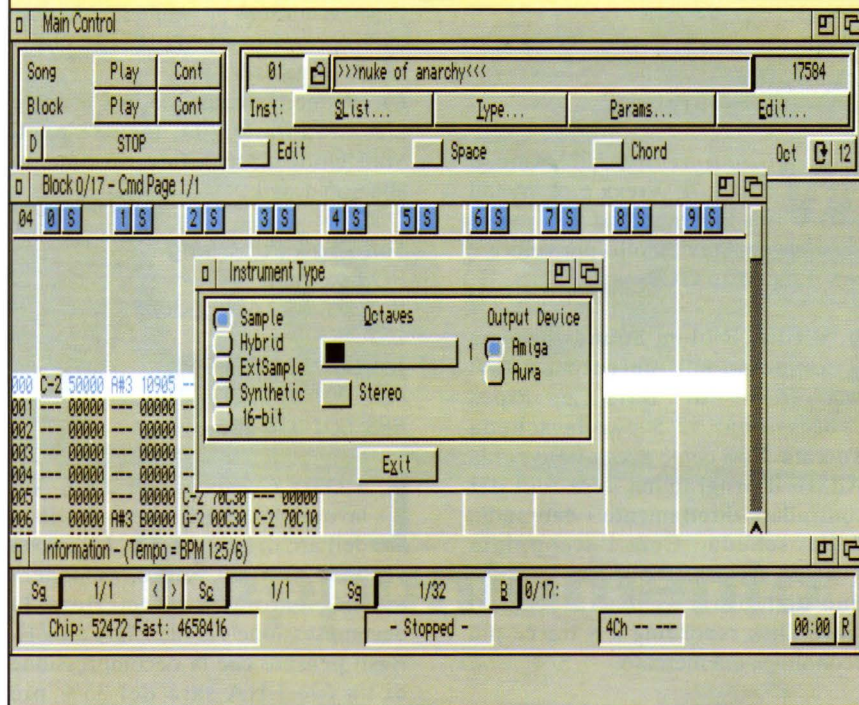 Main Control
Song Play Cont
Block Play Cont
D STOP
01 >>>nuke of anarchy<<< 17584
Inst: SList... Type... Params... Edit...
Edit Space Chord Oct 12
Block 0/17 - Cmd Page 1/1
04 0 S 1 S 2 S 3 S 4 S 5 S 6 S 7 S 8 S 9 S
Instrument Type
Sample
Hybrid
ExtSample
Synthetic
16-bit
Octaves
1
Stereo
Output Device
Amiga
Aura
Exit
000 C-2 50000 A#3 10905 --
001 --- 00000 --- 00000 --
002 --- 00000 --- 00000 --
003 --- 00000 --- 00000 --
004 --- 00000 --- 00000 --
005 --- 00000 --- 00000 C-2 70C30 --- 00000
006 --- 00000 A#3 B0000 G-2 00C30 C-2 70C10
Information - (Tempo = BPM 125/6)
Sg 1/1 < > Sp 1/1 Sq 1/32 B 0/17:
Chip: 52472 Fast: 4658416 - Stopped - 4Ch -- --- 00:00 R